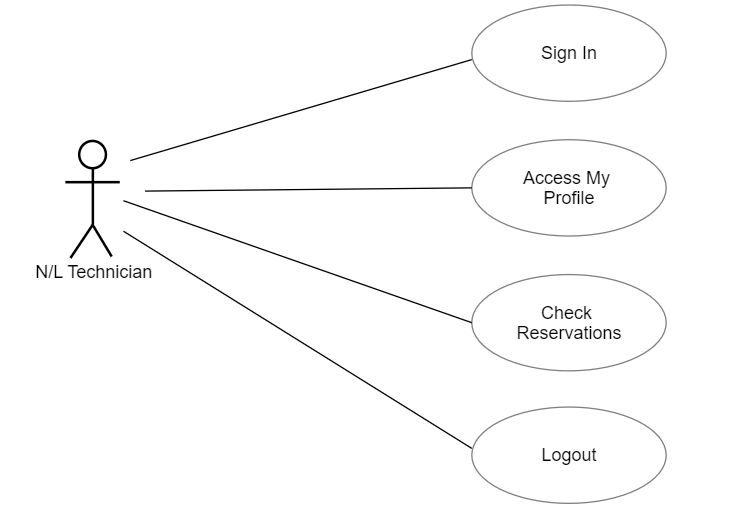 Sign In
Access My
Profile
N/L Technician
Check
Reservations
Logout